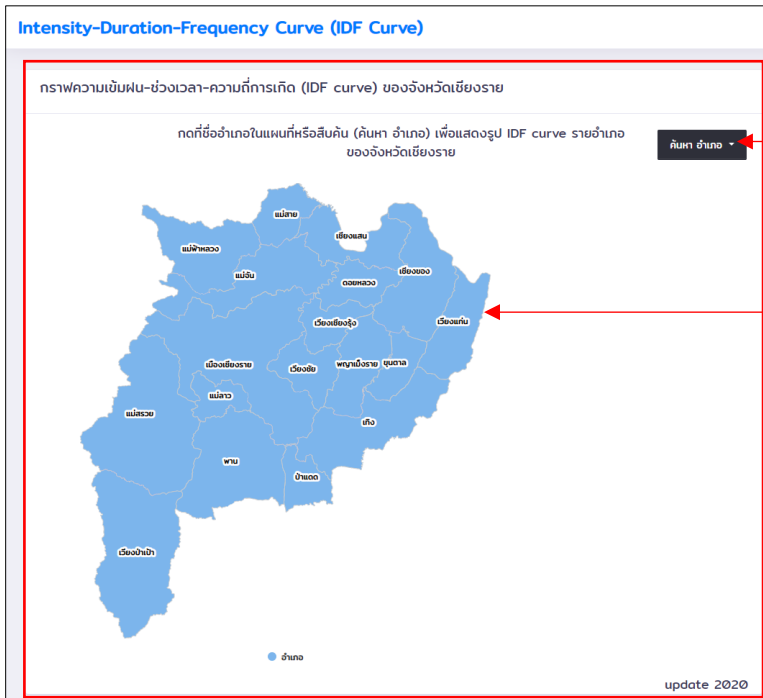 Intensity-Duration-Frequency Curve (IDF Curve)
กราฟความเข้มฝน-ช่วงเวลา-ความถี่การเกิด (IDF curve) ของจังหวัดเชียงราย
กดที่ชื่ออำเภอในแผนที่หรือสืบค้น (ค้นหา อำเภอ) เพื่อแสดงรูป IDF curve รายอำเภอ
ของจังหวัดเชียงราย
ค้นหา อำเภอ
แม่สาย
เชียงแสน
แม่ฟ้าหลวง
แม่จัน
ดอยหลวง
เชียงของ
เวียงเชียงรุ้ง
เวียงแก่น
เมืองเชียงราย
เวียงชัย
พญาเม็งราย
ขุนตาล
แม่ลาว
แม่สรวย
เทิง
พาน
ป่าแดด
เวียงป่าเป้า
อำเภอ
update 2020